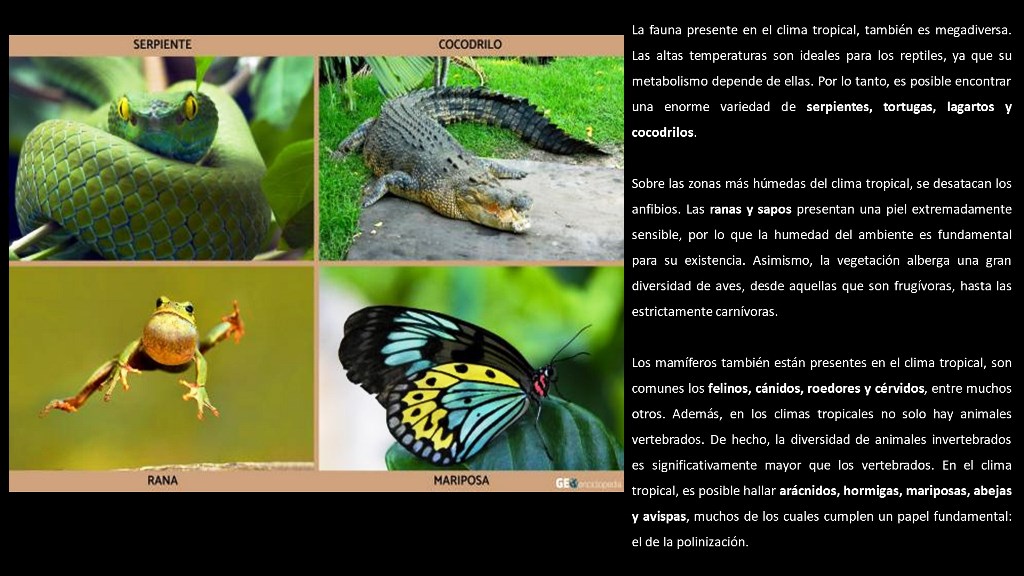 SERPIENTE
COCODRILO
RANA
MARIPOSA
GEOenciclopedia
La fauna presente en el clima tropical, también es megadiversa.
Las altas temperaturas son ideales para los reptiles, ya que su
metabolismo depende de ellas. Por lo tanto, es posible encontrar
una enorme variedad de serpientes, tortugas, lagartos y
cocodrilos.
Sobre las zonas más húmedas del clima tropical, se desatacan los
anfibios. Las ranas y sapos presentan una piel extremadamente
sensible, por lo que la humedad del ambiente es fundamental
para su existencia. Asimismo, la vegetación alberga una gran
diversidad de aves, desde aquellas que son frugívoras, hasta las
estrictamente carnívoras.
Los mamíferos también están presentes en el clima tropical, son
comunes los felinos, cánidos, roedores y cérvidos, entre muchos
otros. Además, en los climas tropicales no solo hay animales
vertebrados. De hecho, la diversidad de animales invertebrados
es significativamente mayor que los vertebrados. En el clima
tropical, es posible hallar arácnidos, hormigas, mariposas, abejas
y avispas, muchos de los cuales cumplen un papel fundamental:
el de la polinización.